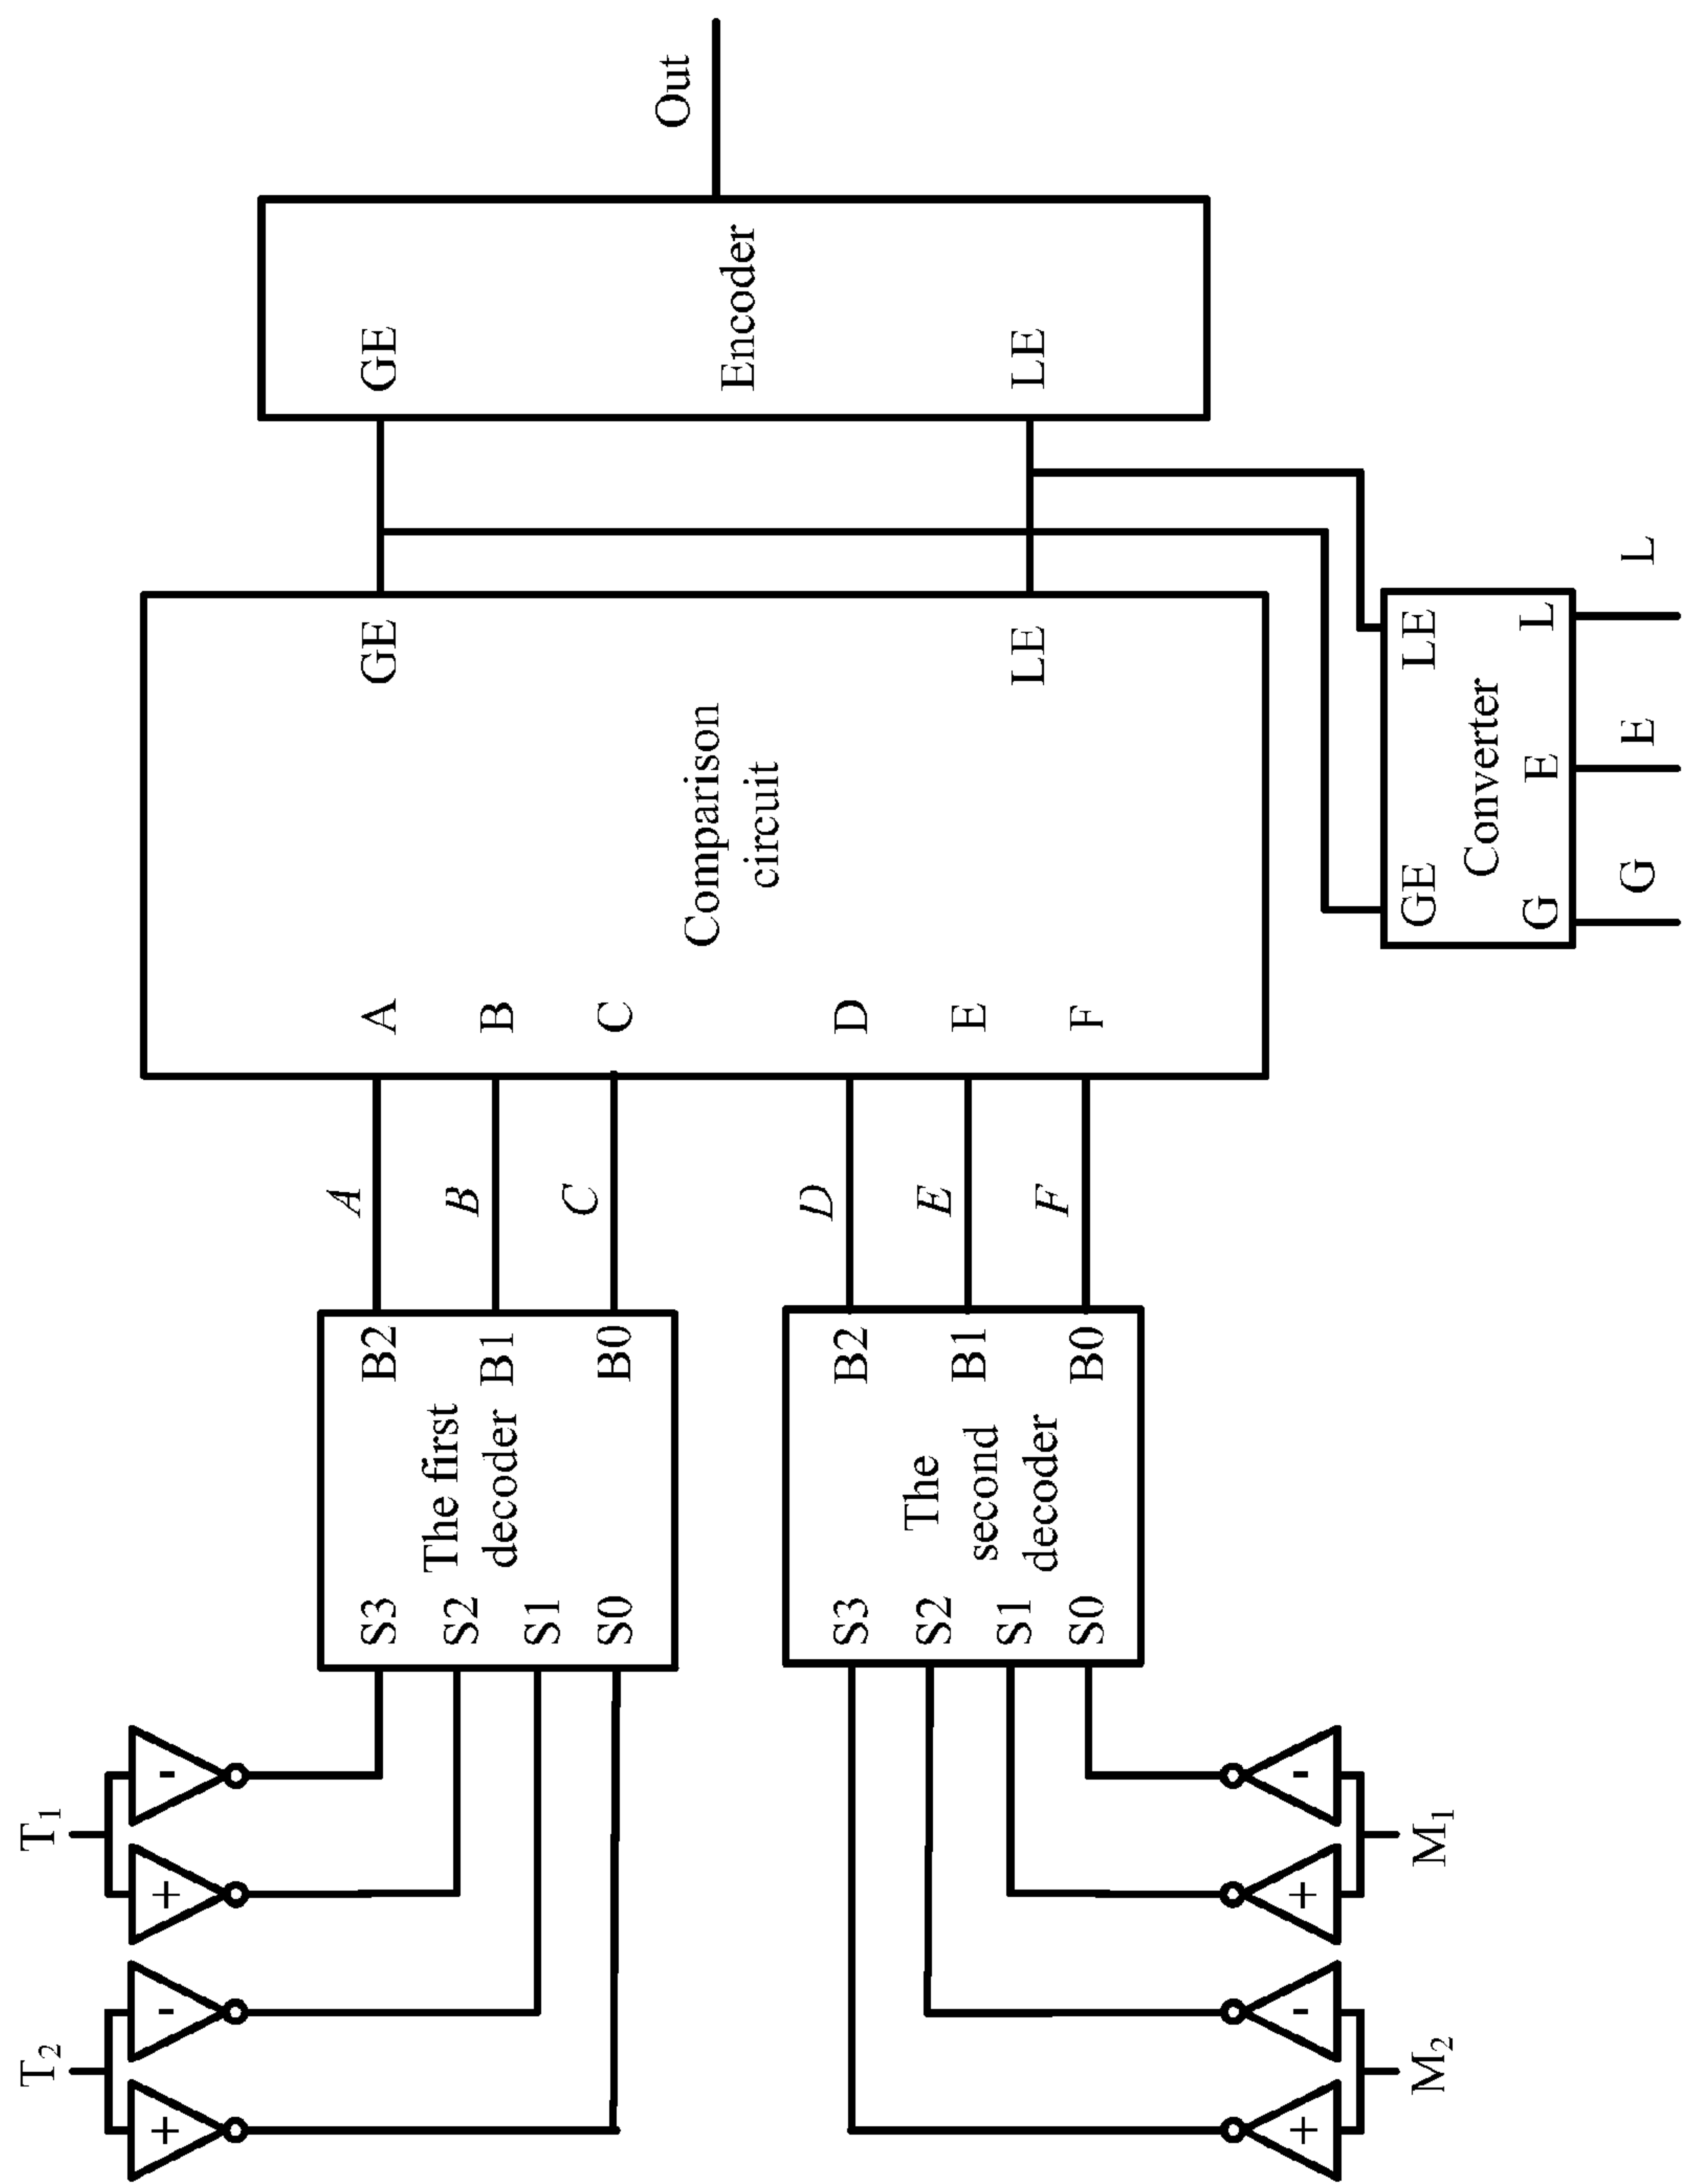 T2
T1
+
-
+
-
S3
S2
S1
S0
The first
decoder
B2
B1
B0
A
B
C
S3
S2
S1
S0
The
second
decoder
B2
B1
B0
D
E
F
+
-
+
-
M2
M1
A
B
C
D
E
F
Comparison
circuit
GE
LE
GE
Encoder
LE
Out
GE
LE
Converter
G
E
L
G
E
L